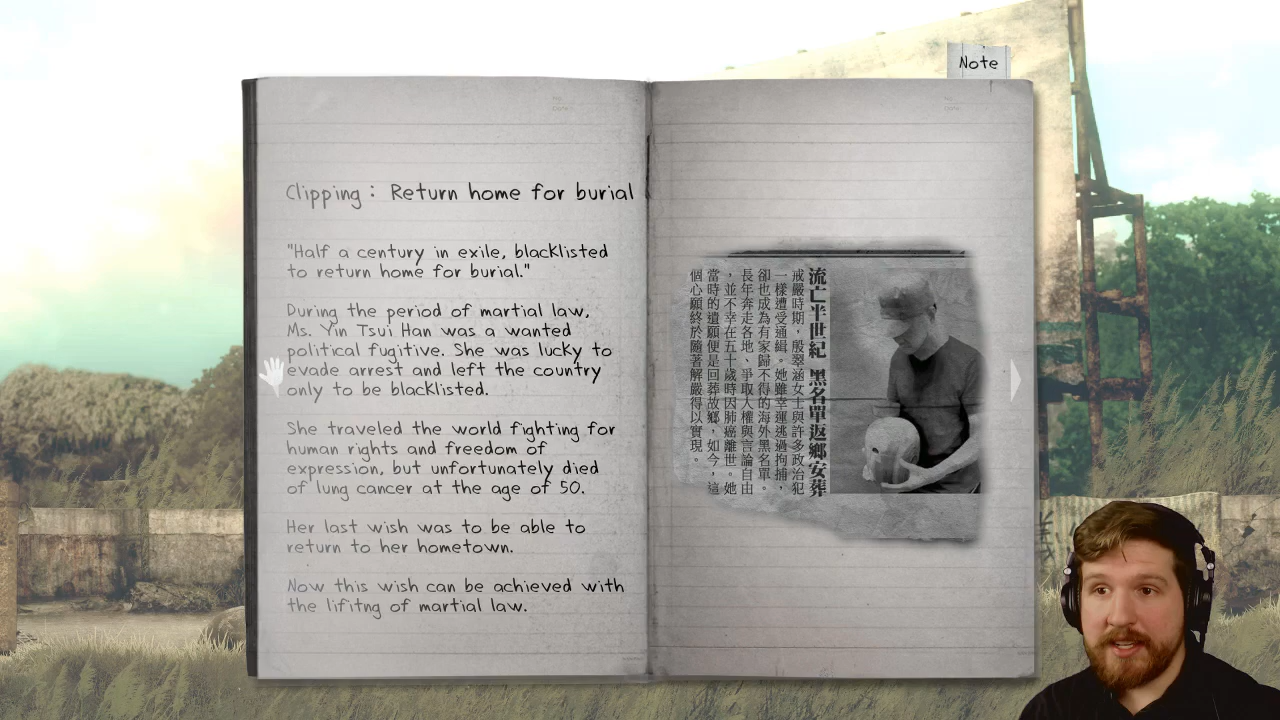 Note
Clipping : Return home for burial
"Half a century in exile, blacklisted
to return home for burial."
During the period of martial law,
Ms. Yin Tsui Han was a wanted
political fugitive. She was lucky to
evade arrest and left the country
only to be blacklisted.
She traveled the world fighting for
human rights and freedom of
expression, but unfortunately died
of lung cancer at the age of 50.
Her last wish was to be able to
return to her hometown.
Now this wish can be achieved with
the lifitng of martial law.
流亡半世紀 黑名單返鄉安葬
戒嚴時期，殷翠涵女士與許多政治犯
一樣遭受通緝。她雖幸運逃過拘捕，
卻也成為有家歸不得的海外黑名單。
長年奔走各地、爭取人權與言論自由
，並不幸在五十歲時因肺癌離世。她
當時的遺願便是回葬故鄉，如今，這
個心願終於隨著解嚴得以實現。